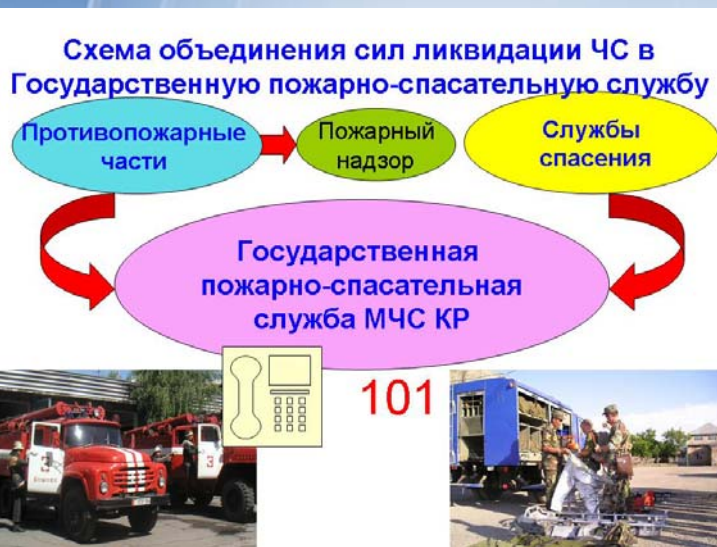 Схема объединения сил ликвидации ЧС в
Государственную пожарно-спасательную службу
Противопожарные
части
Пожарный
надзор
Службы
спасения
Государственная
пожарно-спасательная
служба МЧС КР
101
3